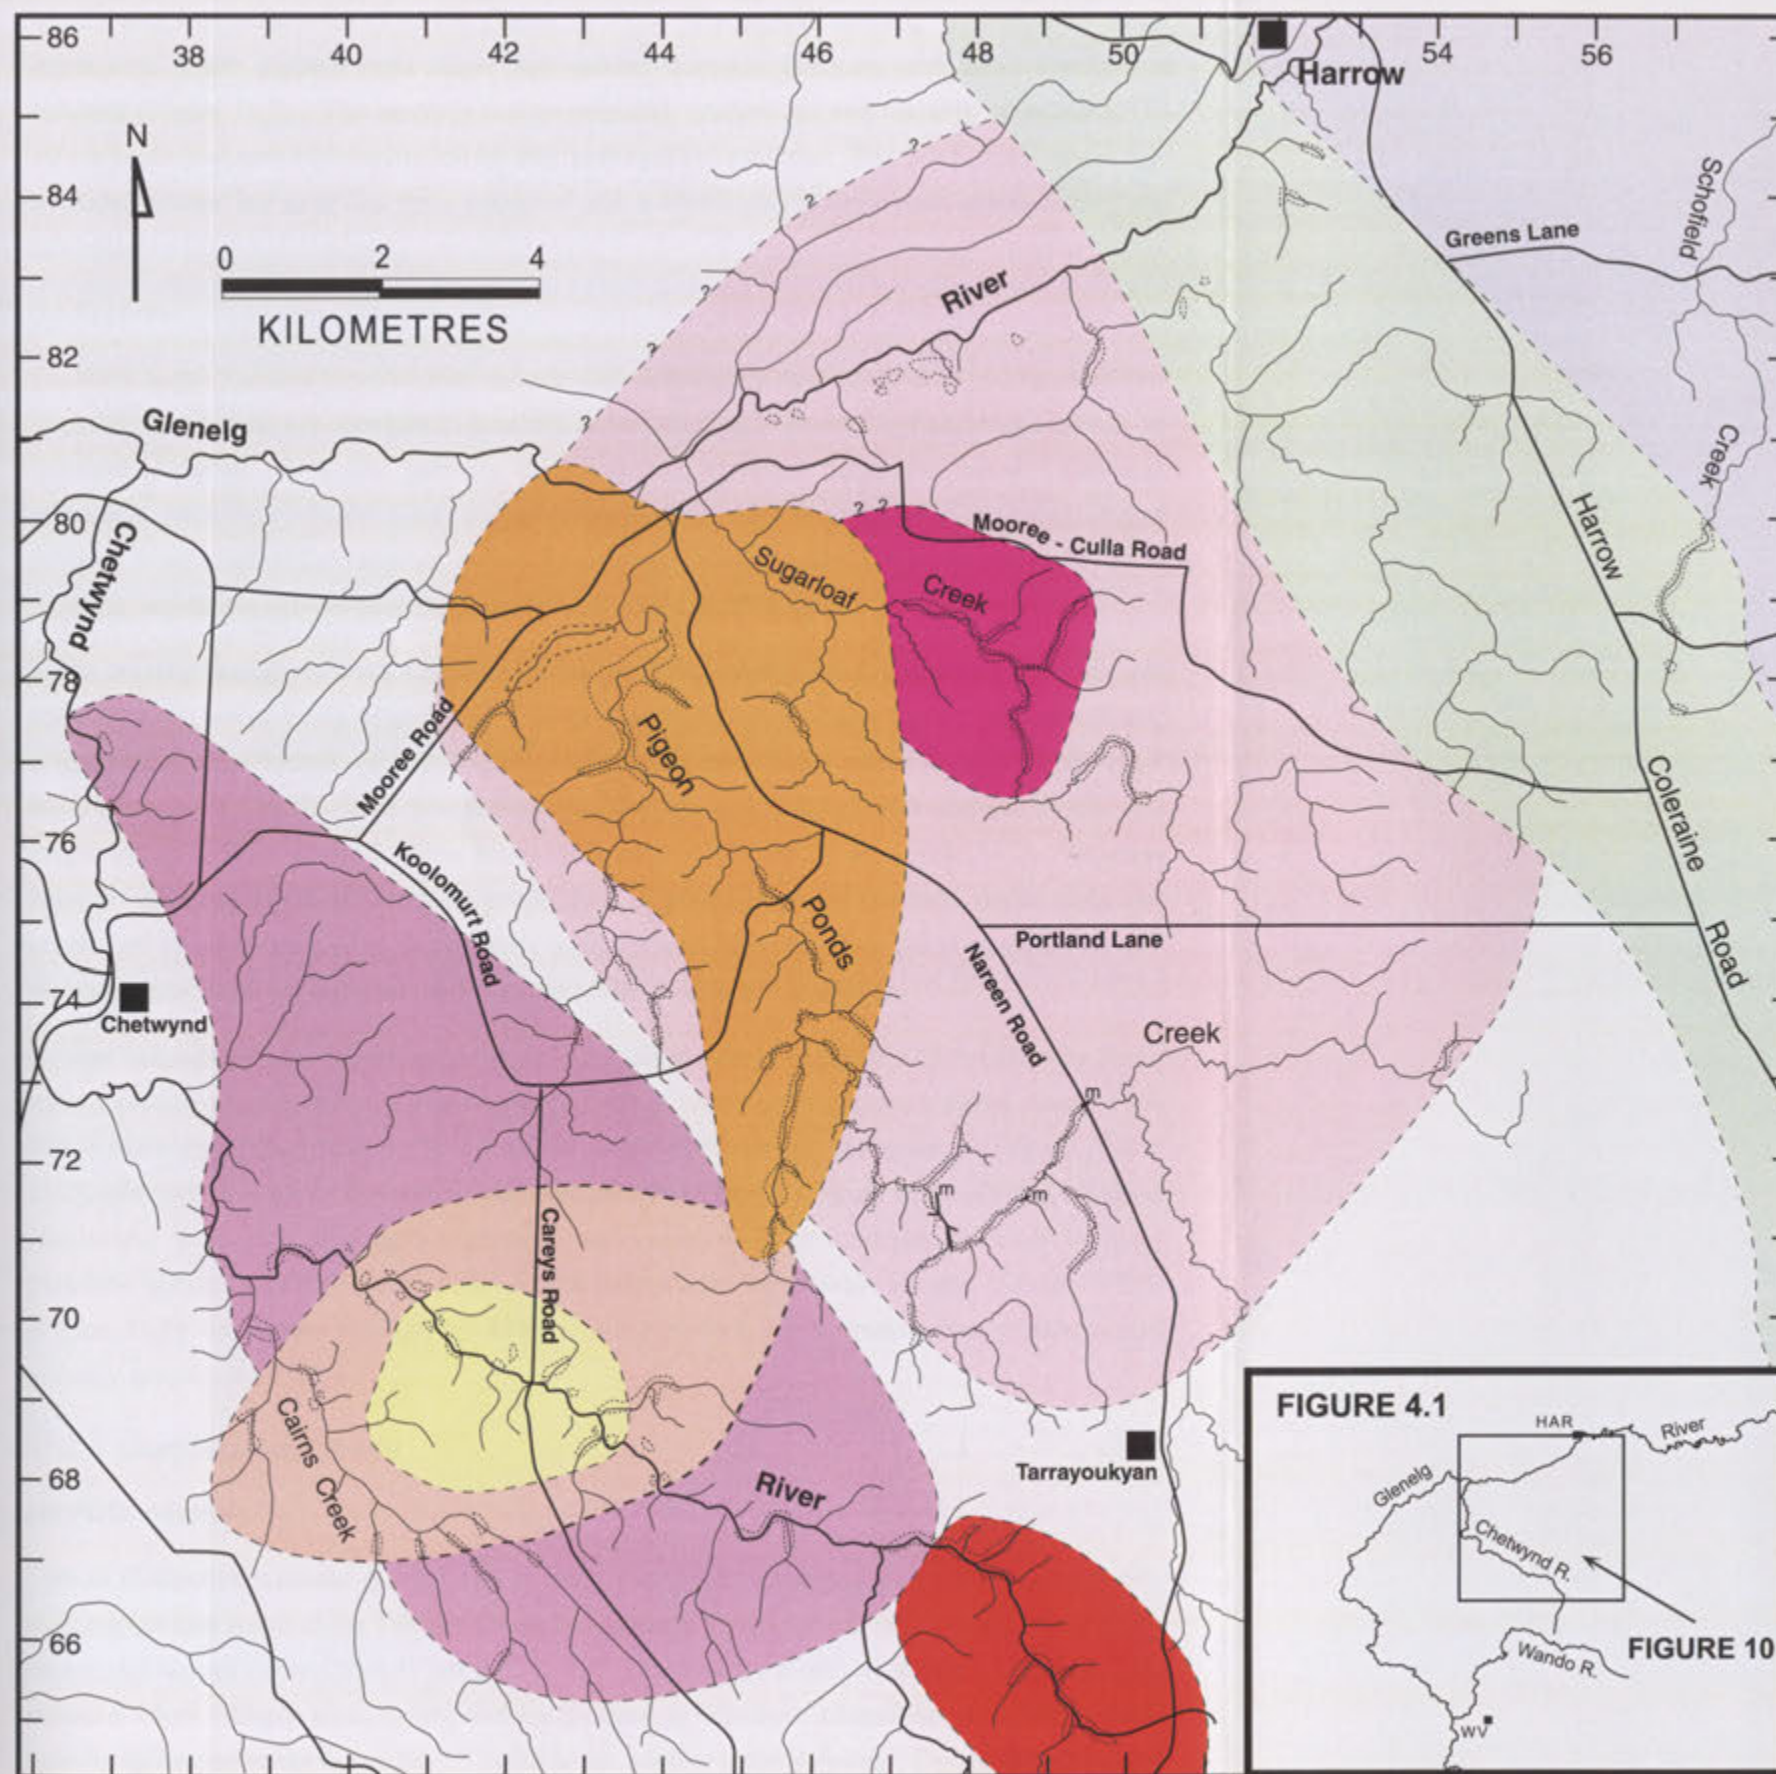 86
38
40
42
44
46
48
50
54
56
Harrow
N
84
0
2
4
KILOMETRES
82
80
78
76
74
72
70
68
66
Glenelg
River
Chetwynd
Schofield
Creek
Greens Lane
?
?
?
?
?
? ?
Mooree - Culla Road
Sugarloaf
Creek
Harrow
Coleraine
Road
Mooree Road
Pigeon
Ponds
Koolomurt Road
Portland Lane
Nareen Road
Creek
Chetwynd
m
m
m
Careys Road
Cairns Creek
River
Tarrayoukyan
FIGURE 4.1
HAR
River
Glenelg
Chetwynd R.
Wando R.
FIGURE 10
WV